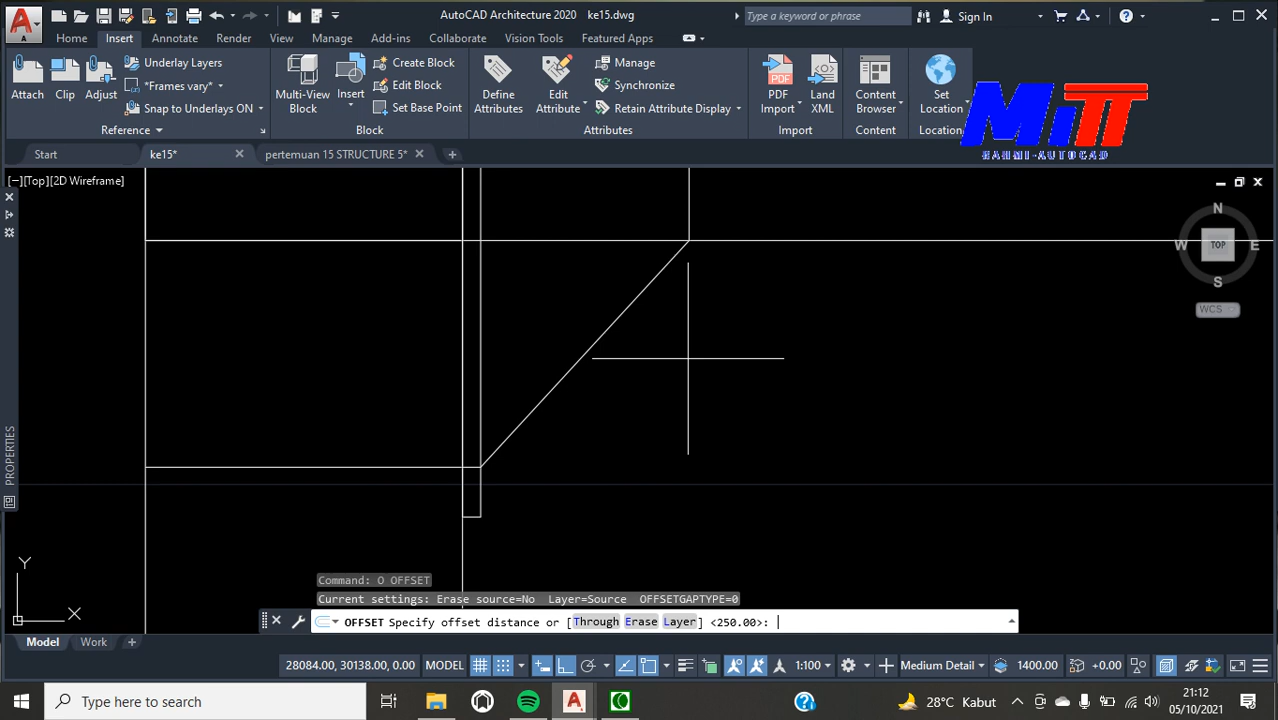 AutoCAD Architecture 2020 ke15.dwg
Type a keyword or phrase
Sign In
Home Insert Annotate Render View Manage Add-ins Collaborate Vision Tools Featured Apps
Attach
Clip
Adjust
Underlay Layers
*Frames vary*
Snap to Underlays ON
Reference
Multi-View Block
Insert
Create Block
Edit Block
Set Base Point
Block
Define Attributes
Edit Attribute
Manage
Synchronize
Retain Attribute Display
Attributes
PDF
PDF Import
Land XML
Import
Content Browser
Content
Set Location
Location
MiTT
BAHMI-AUTOCAD
Start ke15* pertemuan 15 STRUCTURE 5*
[−][Top][2D Wireframe]
N
W TOP E
S
WCS
PROPERTIES
Y
X
Command: O OFFSET
Current settings: Erase source=No Layer=Source OFFSETGAPTYPE=0
OFFSET Specify offset distance or [Through Erase Layer] <250.00>:
Model Working
28084.00, 30138.00, 0.00 MODEL 1:100 Medium Detail 1400.00 +0.00
Type here to search
28°C Kabut
21:12
05/10/2021